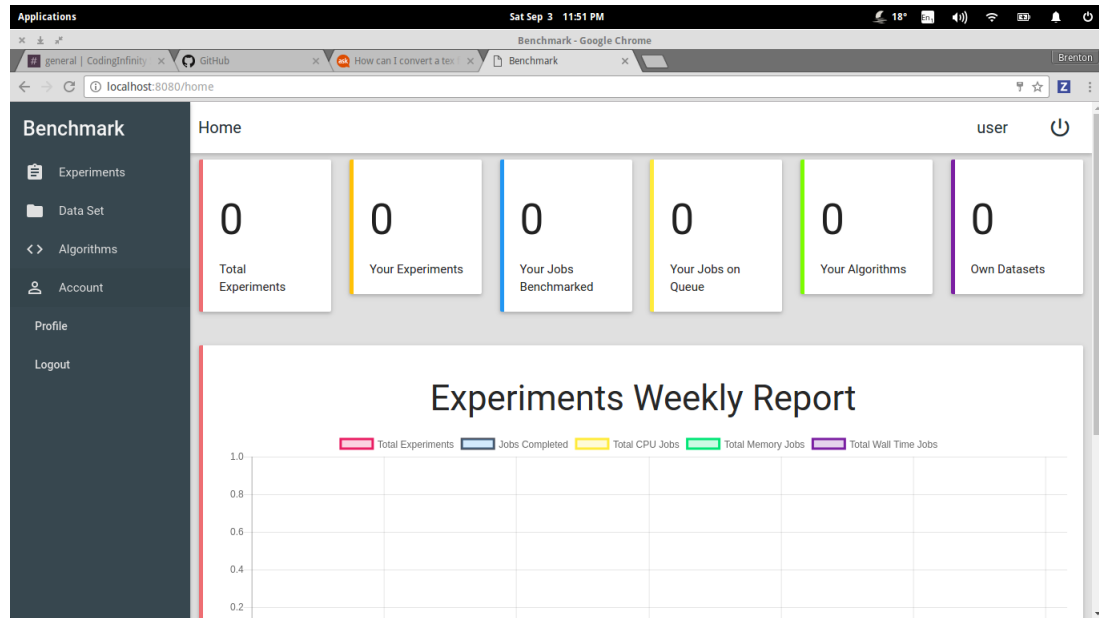 Applications
Sat Sep 3 11:51 PM
18°
En1
Benchmark - Google Chrome
general | CodingInfinity
GitHub
ask
How can I convert a tex
Benchmark
Brenton
localhost:8080/home
Z
Benchmark
Home
user
Experiments
Data Set
Algorithms
Account
Profile
Logout
0
Total
Experiments
0
Your Experiments
0
Your Jobs
Benchmarked
0
Your Jobs on
Queue
0
Your Algorithms
0
Own Datasets
Experiments Weekly Report
Total Experiments
Jobs Completed
Total CPU Jobs
Total Memory Jobs
Total Wall Time Jobs
1.0
0.8
0.6
0.4
0.2